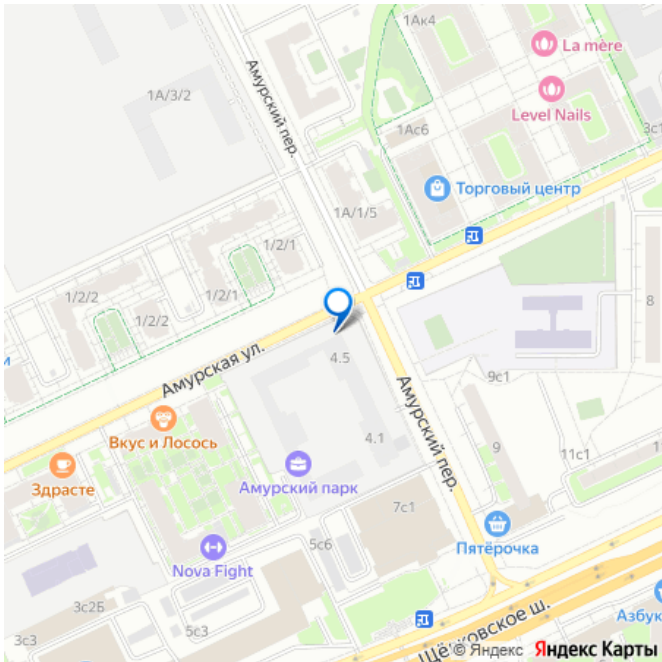 1Ак4
La mère
Амурский пер.
1А/3/2
Level Nails
1Ас6
3с1
Торговый центр
1А/1/5
1/2/1
1/2/2
1/2/1
1/2/2
8
и
4.5
Амурская ул.
9с1
Амурский пер.
Вкус и Лосось
4.1
9
11с1
Здрасте
Амурский парк
7с1
Пятёрочка
5с6
Nova Fight
3с2Б
Азбук
5с3
3с3
Щёлковское ш.
© Яндекс Яндекс Карты